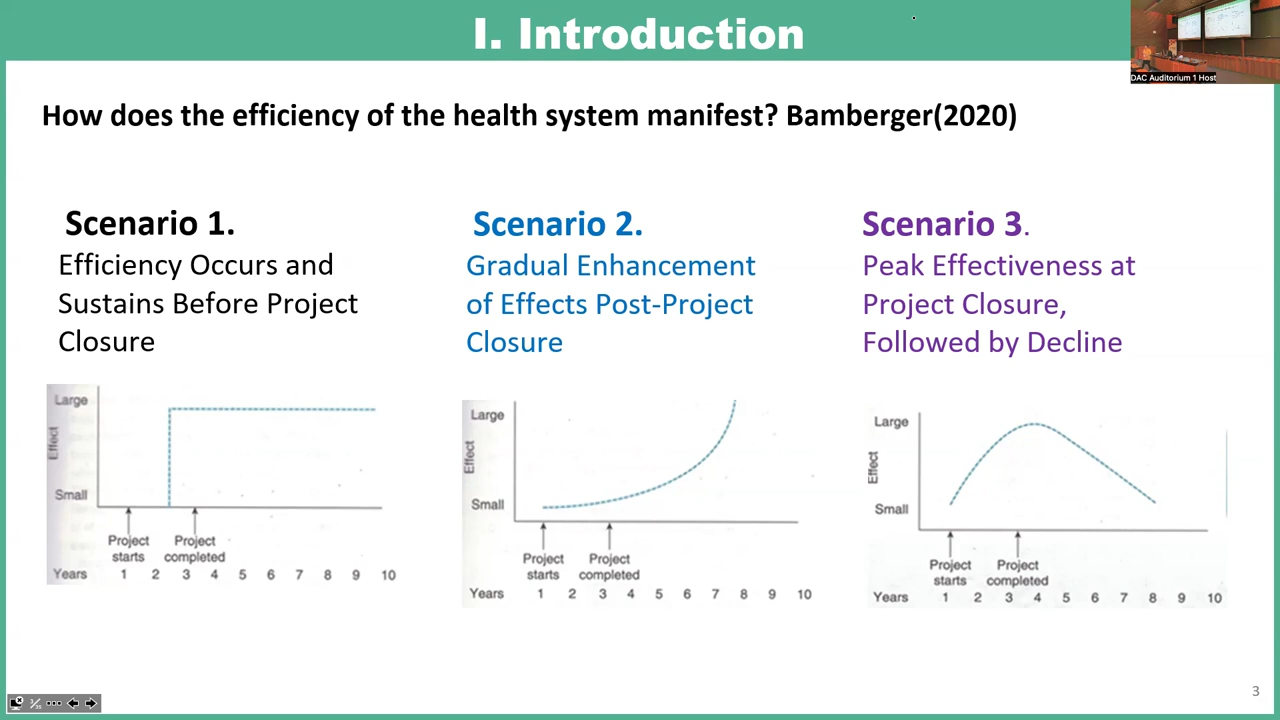 I. Introduction
DAC Auditorium 1 Host
How does the efficiency of the health system manifest? Bamberger(2020)
Scenario 1.
Efficiency Occurs and
Sustains Before Project
Closure
Large
Effect
Small
Project starts
Project completed
Years 1 2 3 4 5 6 7 8 9 10
Scenario 2.
Gradual Enhancement
of Effects Post-Project
Closure
Large
Effect
Small
Project starts
Project completed
Years 1 2 3 4 5 6 7 8 9 10
Scenario 3.
Peak Effectiveness at
Project Closure,
Followed by Decline
Large
Effect
Small
Project starts
Project completed
Years 1 2 3 4 5 6 7 8 9 10
3